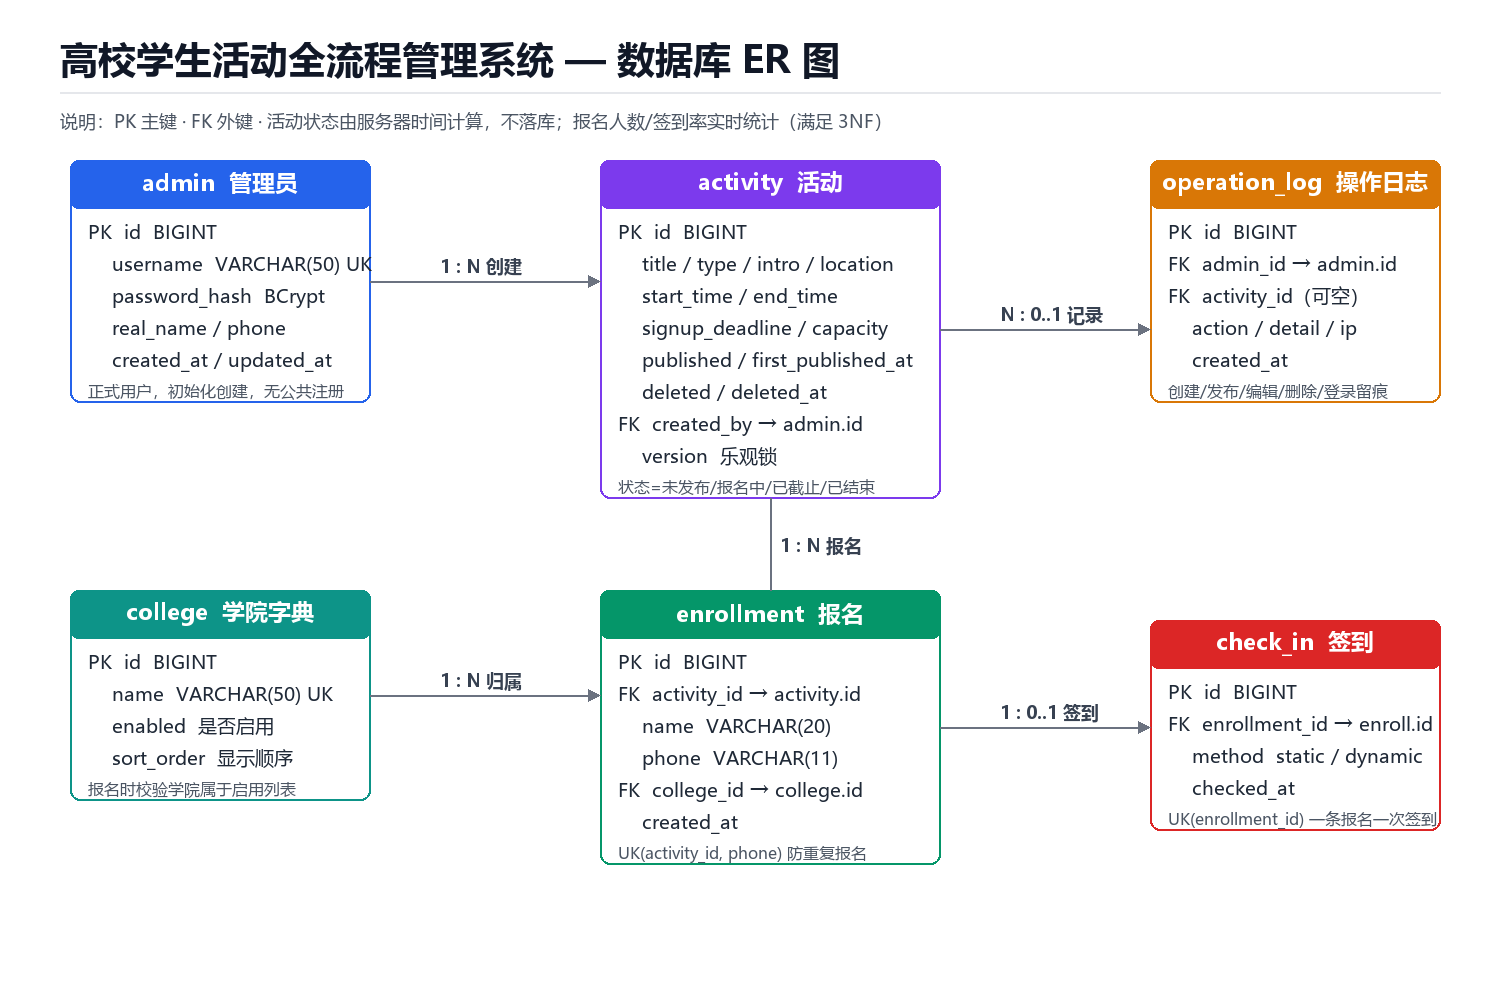 高校学生活动全流程管理系统 — 数据库 ER 图
说明：PK 主键 · FK 外键 · 活动状态由服务器时间计算，不落库；报名人数/签到率实时统计（满足 3NF）
admin 管理员
PK id BIGINT
username VARCHAR(50) UK
password_hash BCrypt
real_name / phone
created_at / updated_at
正式用户，初始化创建，无公共注册
1 : N 创建
activity 活动
PK id BIGINT
title / type / intro / location
start_time / end_time
signup_deadline / capacity
published / first_published_at
deleted / deleted_at
FK created_by → admin.id
version 乐观锁
状态=未发布/报名中/已截止/已结束
N : 0..1 记录
operation_log 操作日志
PK id BIGINT
FK admin_id → admin.id
FK activity_id（可空）
action / detail / ip
created_at
创建/发布/编辑/删除/登录留痕
1 : N 报名
college 学院字典
PK id BIGINT
name VARCHAR(50) UK
enabled 是否启用
sort_order 显示顺序
报名时校验学院属于启用列表
1 : N 归属
enrollment 报名
PK id BIGINT
FK activity_id → activity.id
name VARCHAR(20)
phone VARCHAR(11)
FK college_id → college.id
created_at
UK(activity_id, phone) 防重复报名
1 : 0..1 签到
check_in 签到
PK id BIGINT
FK enrollment_id → enroll.id
method static / dynamic
checked_at
UK(enrollment_id) 一条报名一次签到